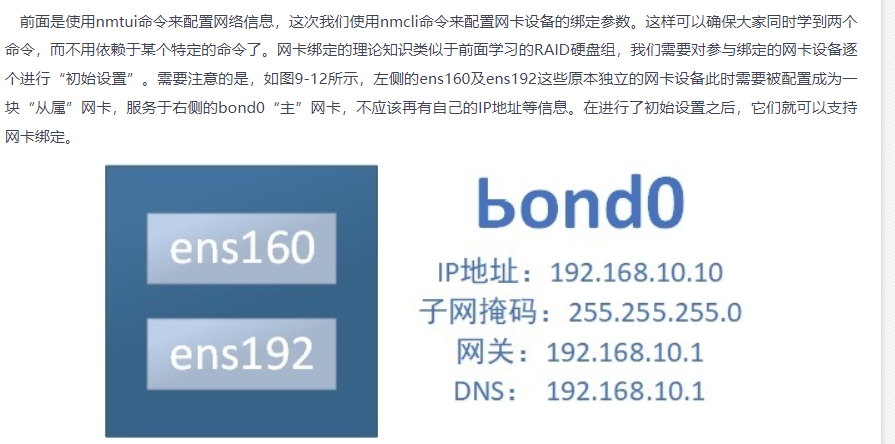 前面是使用nmtui命令来配置网络信息，这次我们使用nmcli命令来配置网卡设备的绑定参数。这样可以确保大家同时学到两个
命令，而不用依赖于某个特定的命令了。网卡绑定的理论知识类似于前面学习的RAID硬盘组，我们需要对参与绑定的网卡设备逐
个进行“初始设置”。需要注意的是，如图9-12所示，左侧的ens160及ens192这些原本独立的网卡设备此时需要被配置成为一
块“从属”网卡，服务于右侧的bond0“主”网卡，不应该再有自己的IP地址等信息。在进行了初始设置之后，它们就可以支持
网卡绑定。
ens160
ens192
bond0
IP地址：192.168.10.10
子网掩码：255.255.255.0
网关：192.168.10.1
DNS： 192.168.10.1